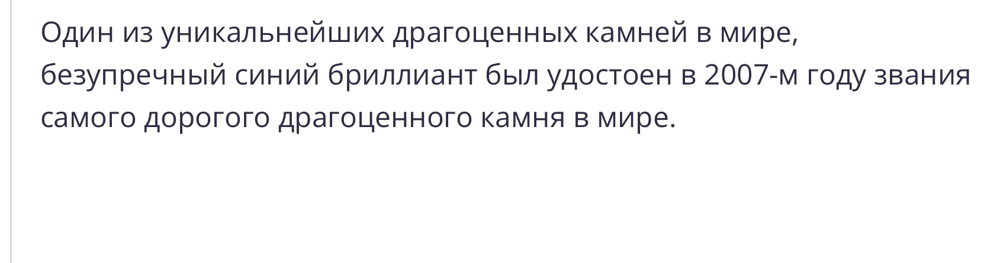 Один из уникальнейших драгоценных камней в мире,
безупречный синий бриллиант был удостоен в 2007-м году звания
самого дорогого драгоценного камня в мире.